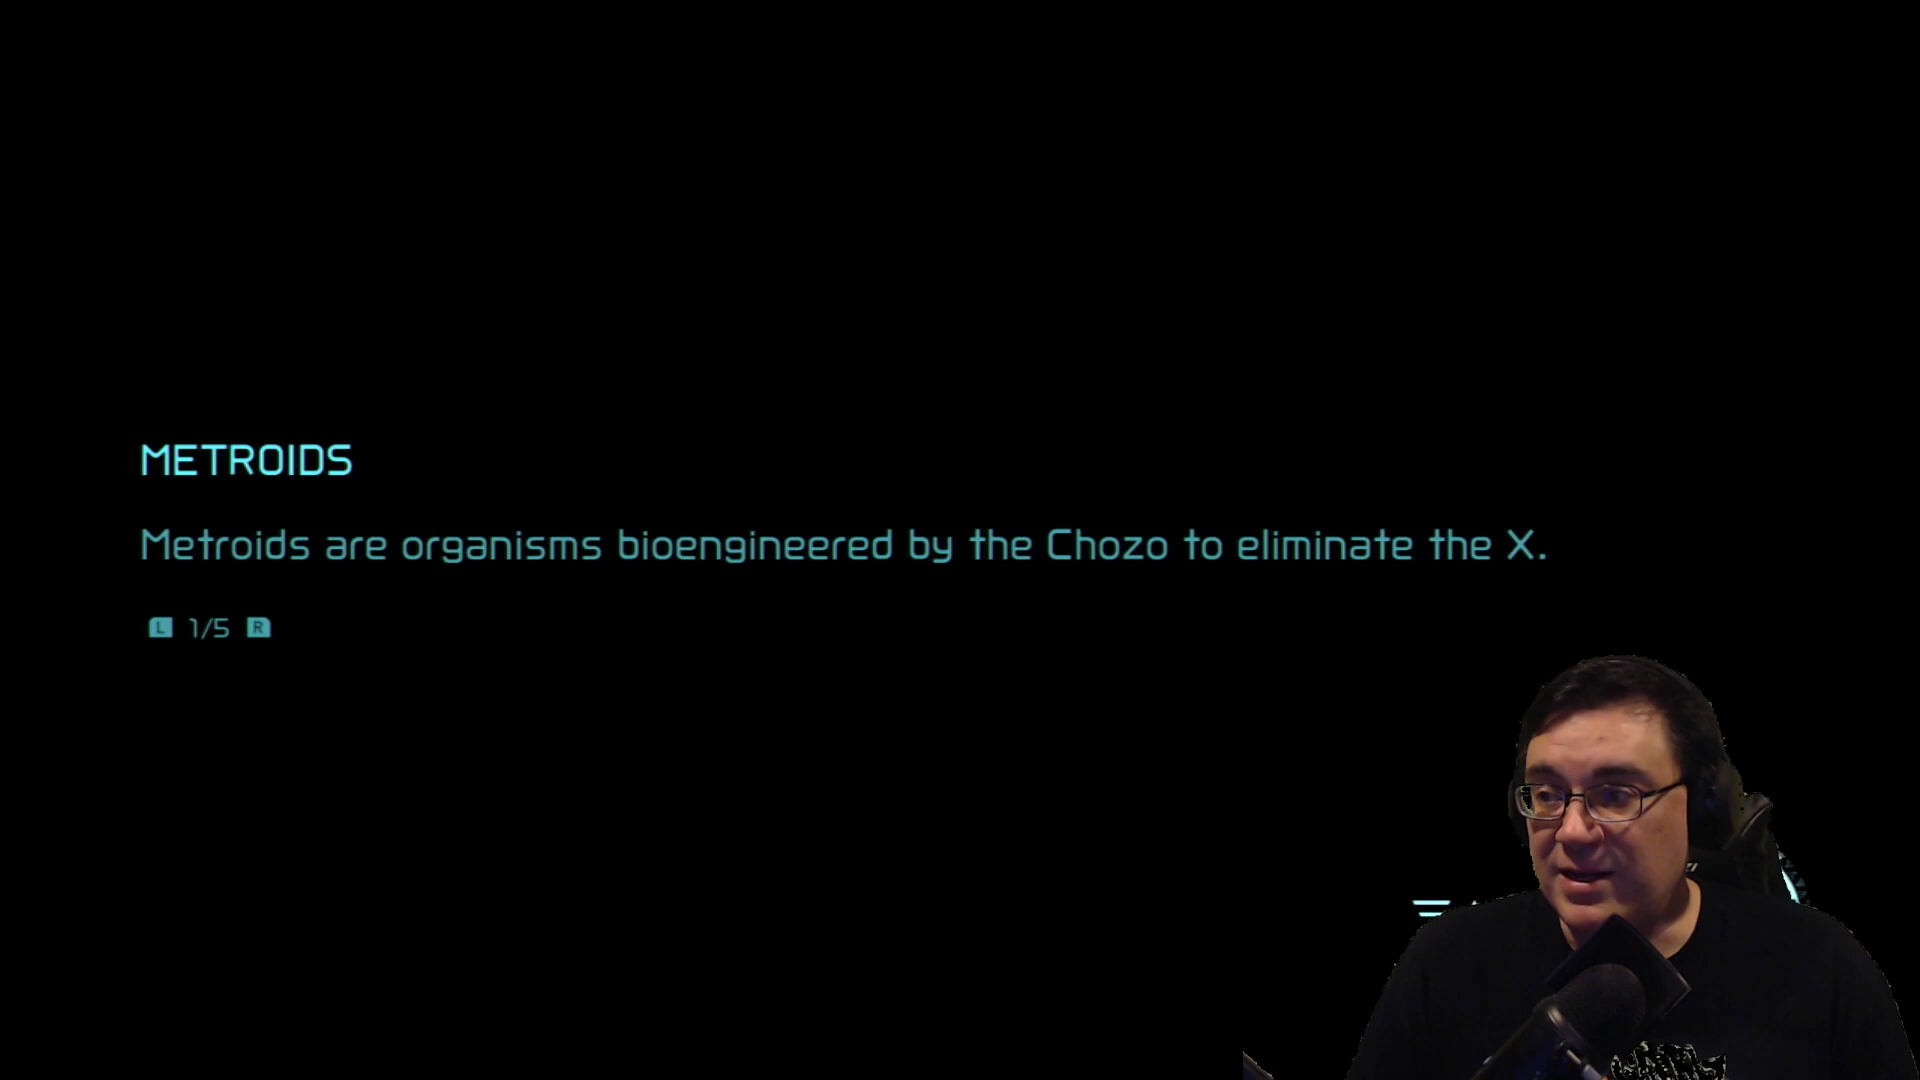 METROIDS
Metroids are organisms bioengineered by the Chozo to eliminate the X.
L 1/5 R